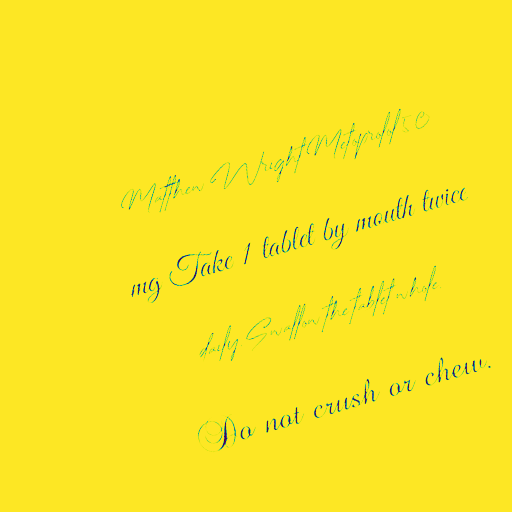 Matthew Wright Metoprolol 50
mg Take 1 tablet by mouth twice
daily Swallow the tablet whole.
Do not crush or chew.